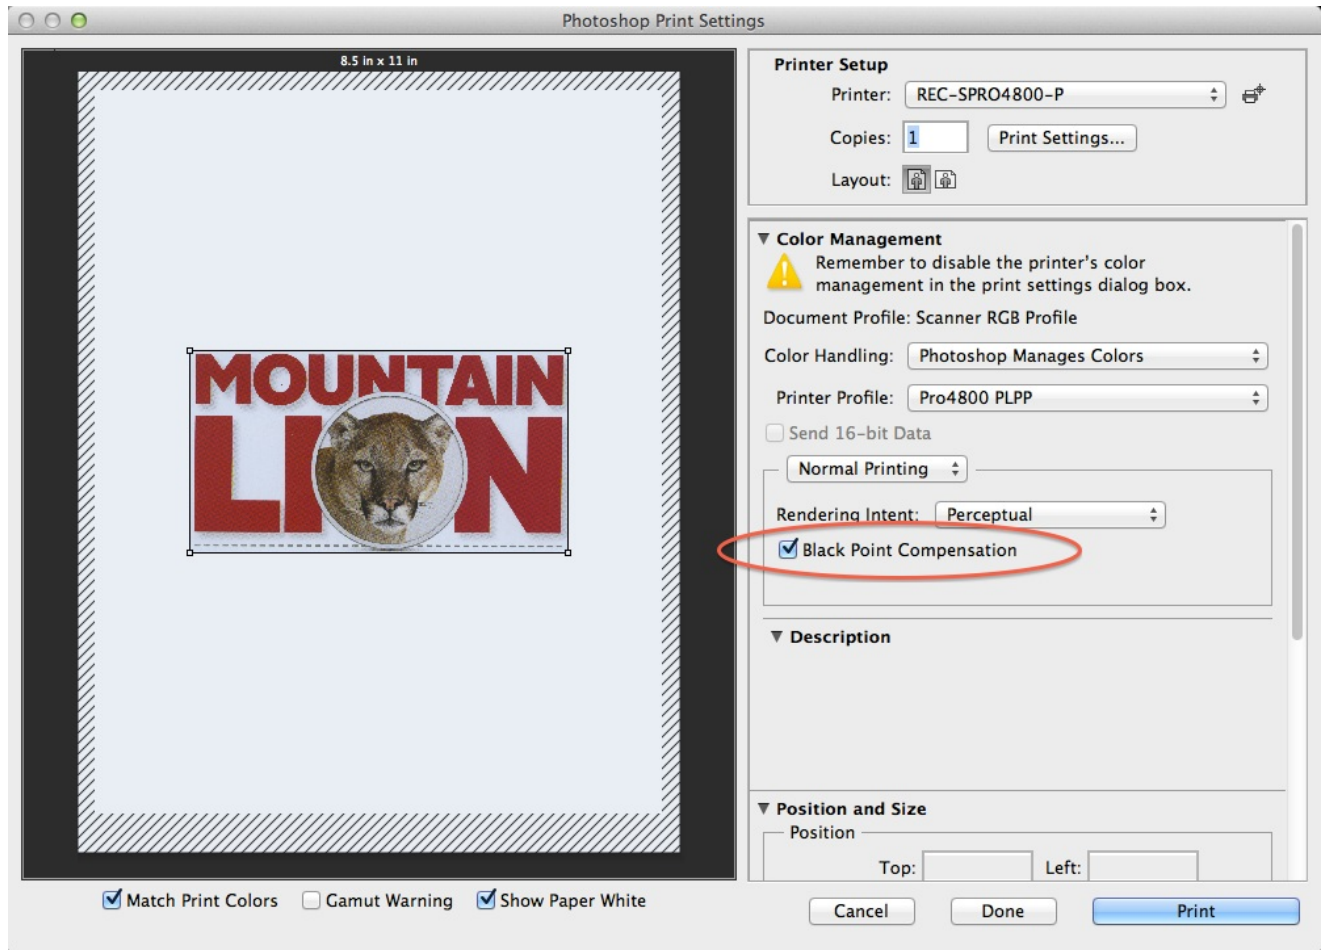 Photoshop Print Settings
8.5 in x 11 in
MOUNTAIN
LION
Match Print Colors
Gamut Warning
Show Paper White
Printer Setup
Printer: REC-SPRO4800-P
Copies: 1 Print Settings...
Layout:
Color Management
Remember to disable the printer's color
management in the print settings dialog box.
Document Profile: Scanner RGB Profile
Color Handling: Photoshop Manages Colors
Printer Profile: Pro4800 PLPP
Send 16-bit Data
Normal Printing
Rendering Intent: Perceptual
Black Point Compensation
Description
Position and Size
Position
Top: Left:
Cancel Done Print